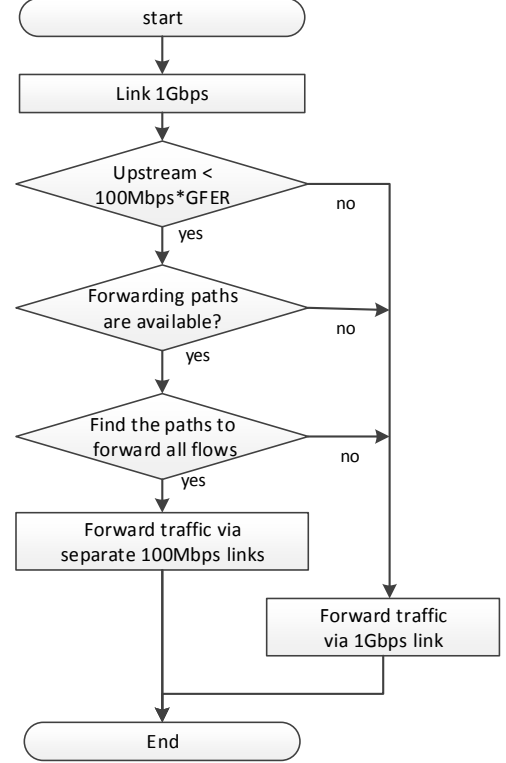 start
Link 1Gbps
Upstream <
100Mbps*GFER
no
yes
Forwarding paths
are available?
no
yes
Find the paths to
forward all flows
no
yes
Forward traffic via
separate 100Mbps links
Forward traffic
via 1Gbps link
End